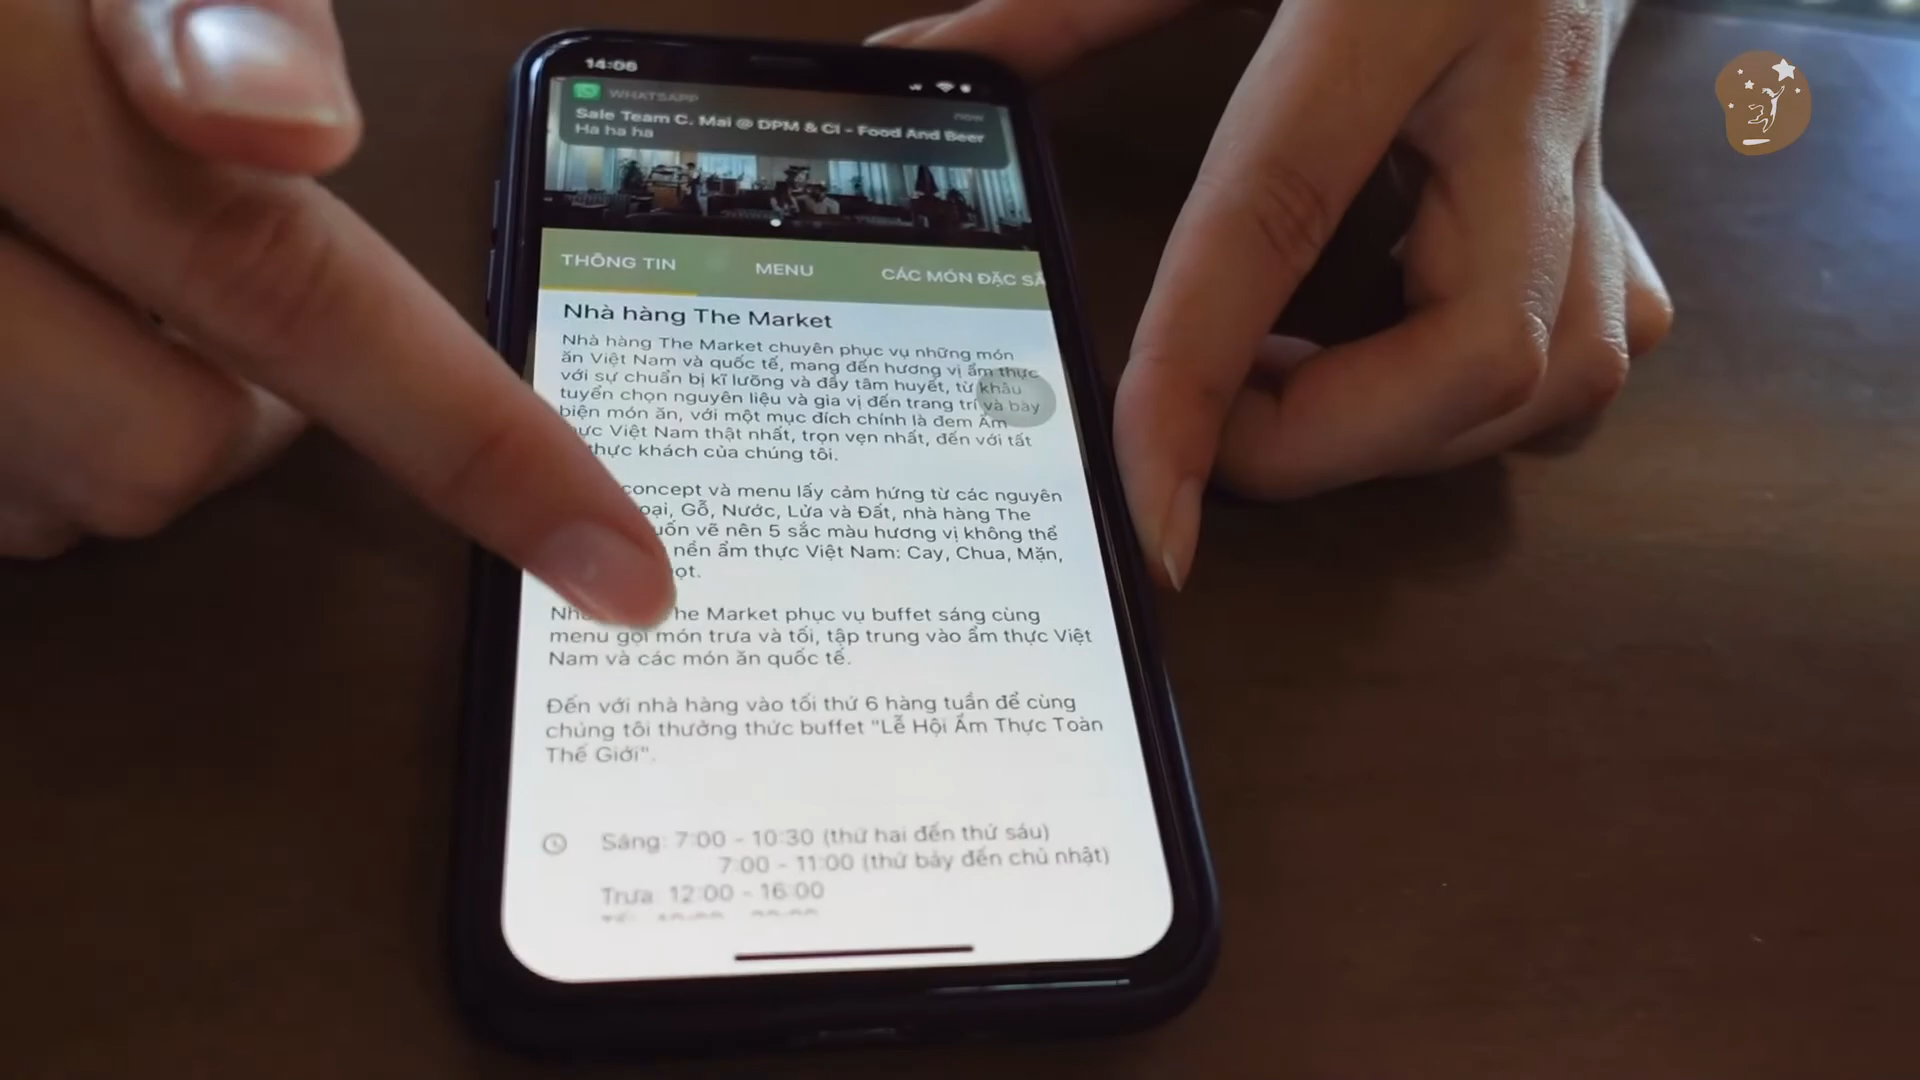 14:06
WHATSAPP
now
Sale Team C. Mai @ DPM & CI - Food And Beer
Ha ha ha
THÔNG TIN
MENU
CÁC MÓN ĐẶC SẢ
Nhà hàng The Market
Nhà hàng The Market chuyên phục vụ những món
ăn Việt Nam và quốc tế, mang đến hương vị ẩm thực
với sự chuẩn bị kĩ lưỡng và đầy tâm huyết, từ khâu
tuyển chọn nguyên liệu và gia vị đến trang trí và bày
biện món ăn, với một mục đích chính là đem Ẩm
Việt Nam thật nhất, trọn vẹn nhất, đến với tất
thực khách của chúng tôi.
concept và menu lấy cảm hứng từ các nguyên
Gỗ, Nước, Lửa và Đất, nhà hàng The
vẽ nên 5 sắc màu hương vị không thể
nền ẩm thực Việt Nam: Cay, Chua, Mặn,
The Market phục vụ buffet sáng cùng
menu gọi món trưa và tối, tập trung vào ẩm thực Việt
Nam và các món ăn quốc tế.
Đến với nhà hàng vào tối thứ 6 hàng tuần để cùng
chúng tôi thưởng thức buffet "Lễ Hội Ẩm Thực Toàn
Thế Giới".
Sáng: 7:00 - 10:30 (thứ hai đến thứ sáu)
7:00 - 11:00 (thứ bảy đến chủ nhật)
Trưa: 12:00 - 16:00